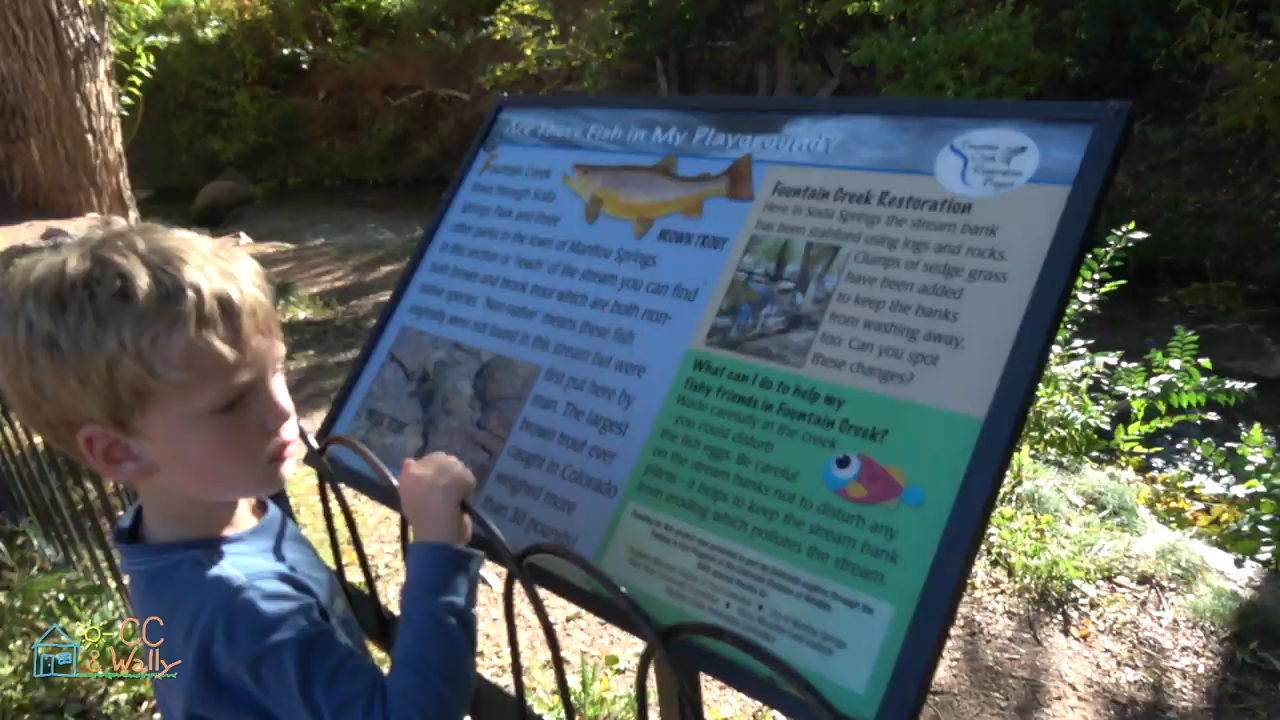 Are There Fish in My Playground?
Fountain Creek
Restoration
Project
Fountain Creek
flows through Soda
Springs Park and three
other parks in the town of Manitou Springs.
In this section or "reach" of the stream you can find
both brown and brook trout which are both non-
native species. "Non-native" means these fish
originally were not found in this stream but were
first put here by
man. The largest
brown trout ever
caught in Colorado
weighed more
than 30 pounds!
BROWN TROUT
Fountain Creek Restoration
Here in Soda Springs the stream bank
has been stabilized using logs and rocks.
Clumps of sedge grass
have been added
to keep the banks
from washing away,
too. Can you spot
these changes?
What can I do to help my
fishy friends in Fountain Creek?
Wade carefully in the creek
you could disturb
the fish eggs. Be careful
on the stream banks not to disturb any
plants - it helps to keep the stream bank
from eroding which pollutes the stream.
CC
& Wally